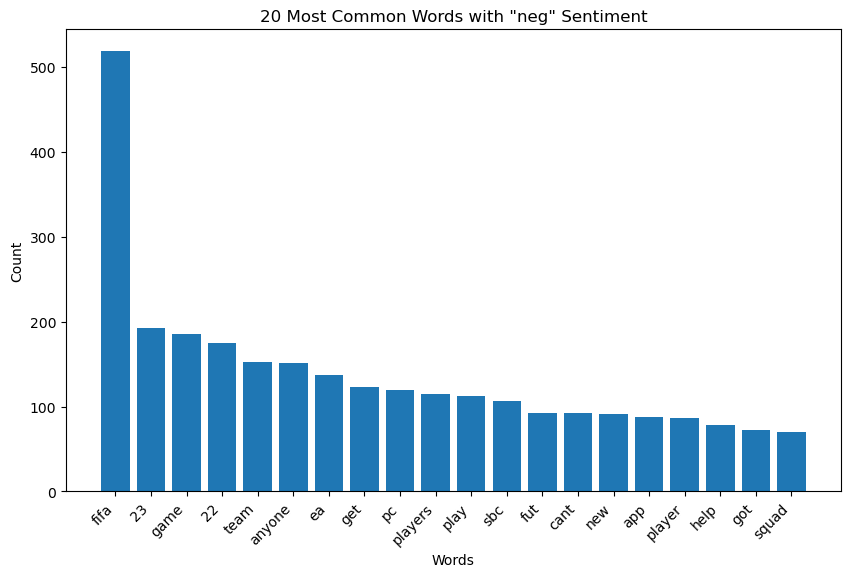 20 Most Common Words with "neg" Sentiment
Count
500
400
300
200
100
0
fifa
23
game
22
team
anyone
ea
get
pc
players
play
sbc
fut
cant
new
app
player
help
got
squad
Words